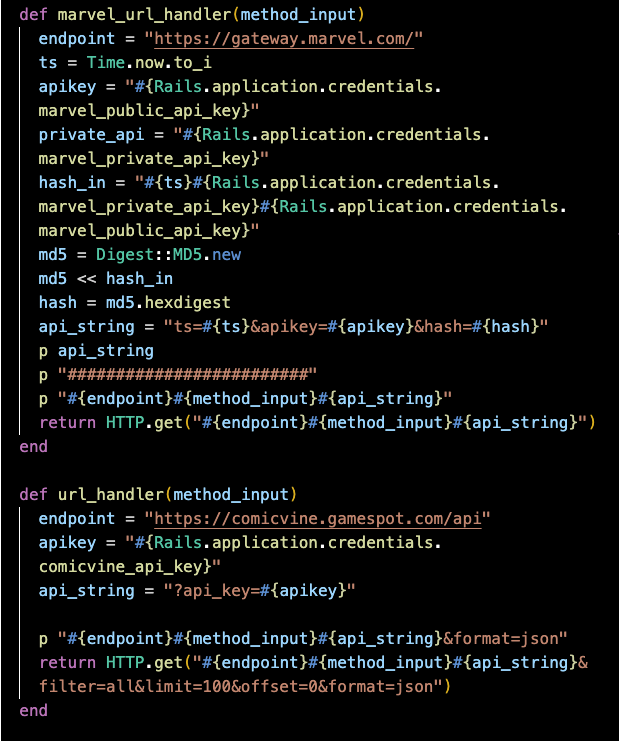 def marvel_url_handler(method_input)
endpoint = "https://gateway.marvel.com/"
ts = Time.now.to_i
apikey = "#{Rails.application.credentials.
marvel_public_api_key}"
private_api = "#{Rails.application.credentials.
marvel_private_api_key}"
hash_in = "#{ts}#{Rails.application.credentials.
marvel_private_api_key}#{Rails.application.credentials.
marvel_public_api_key}"
md5 = Digest::MD5.new
md5 << hash_in
hash = md5.hexdigest
api_string = "ts=#{ts}&apikey=#{apikey}&hash=#{hash}"
p api_string
p "#########################"
p "#{endpoint}#{method_input}#{api_string}"
return HTTP.get("#{endpoint}#{method_input}#{api_string}")
end
def url_handler(method_input)
endpoint = "https://comicvine.gamespot.com/api"
apikey = "#{Rails.application.credentials.
comicvine_api_key}"
api_string = "?api_key=#{apikey}"
p "#{endpoint}#{method_input}#{api_string}&format=json"
return HTTP.get("#{endpoint}#{method_input}#{api_string}&
filter=all&limit=100&offset=0&format=json")
end